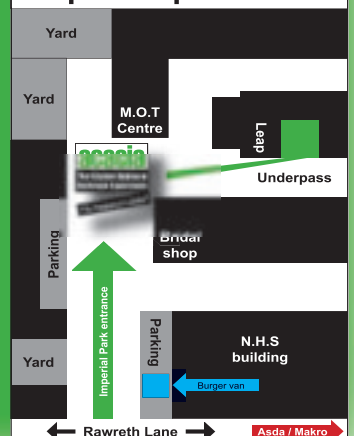 Yard
Yard
M.O.T
Centre
acacia
Leap
Underpass
Bridal
shop
Parking
Imperial Park entrance
Parking
N.H.S
building
Yard
Burger van
Rawreth Lane
Asda / Makro